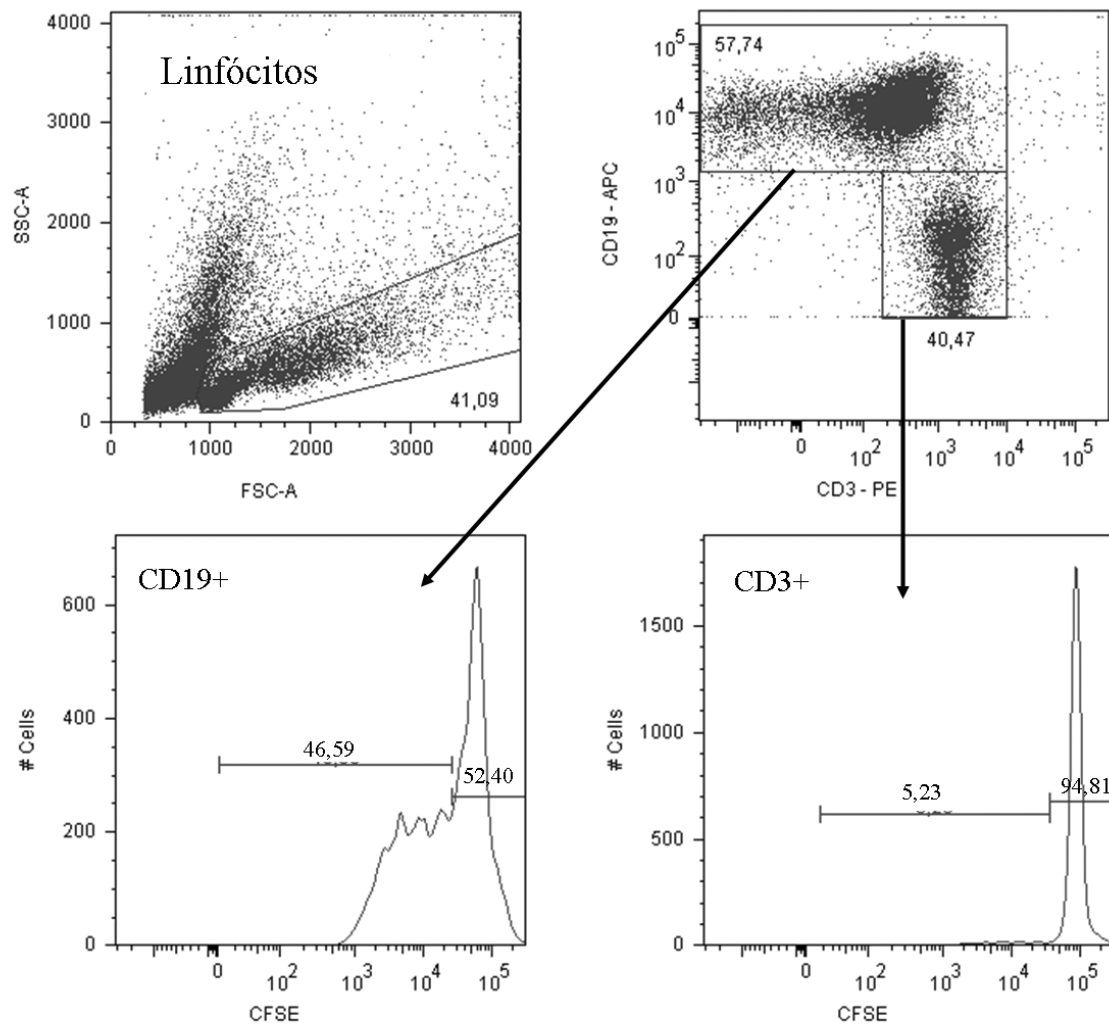 4000
3000
2000
1000
0
SSC-A
Linfócitos
41,09
0 1000 2000 3000 4000
FSC-A
10^5
10^4
10^3
10^2
0
CD19 - APC
57,74
40,47
0 10^2 10^3 10^4 10^5
CD3 - PE
600
400
200
0
# Cells
CD19+
46,59
52,40
0 10^2 10^3 10^4 10^5
CFSE
1500
1000
500
0
# Cells
CD3+
5,23
94,81
0 10^2 10^3 10^4 10^5
CFSE